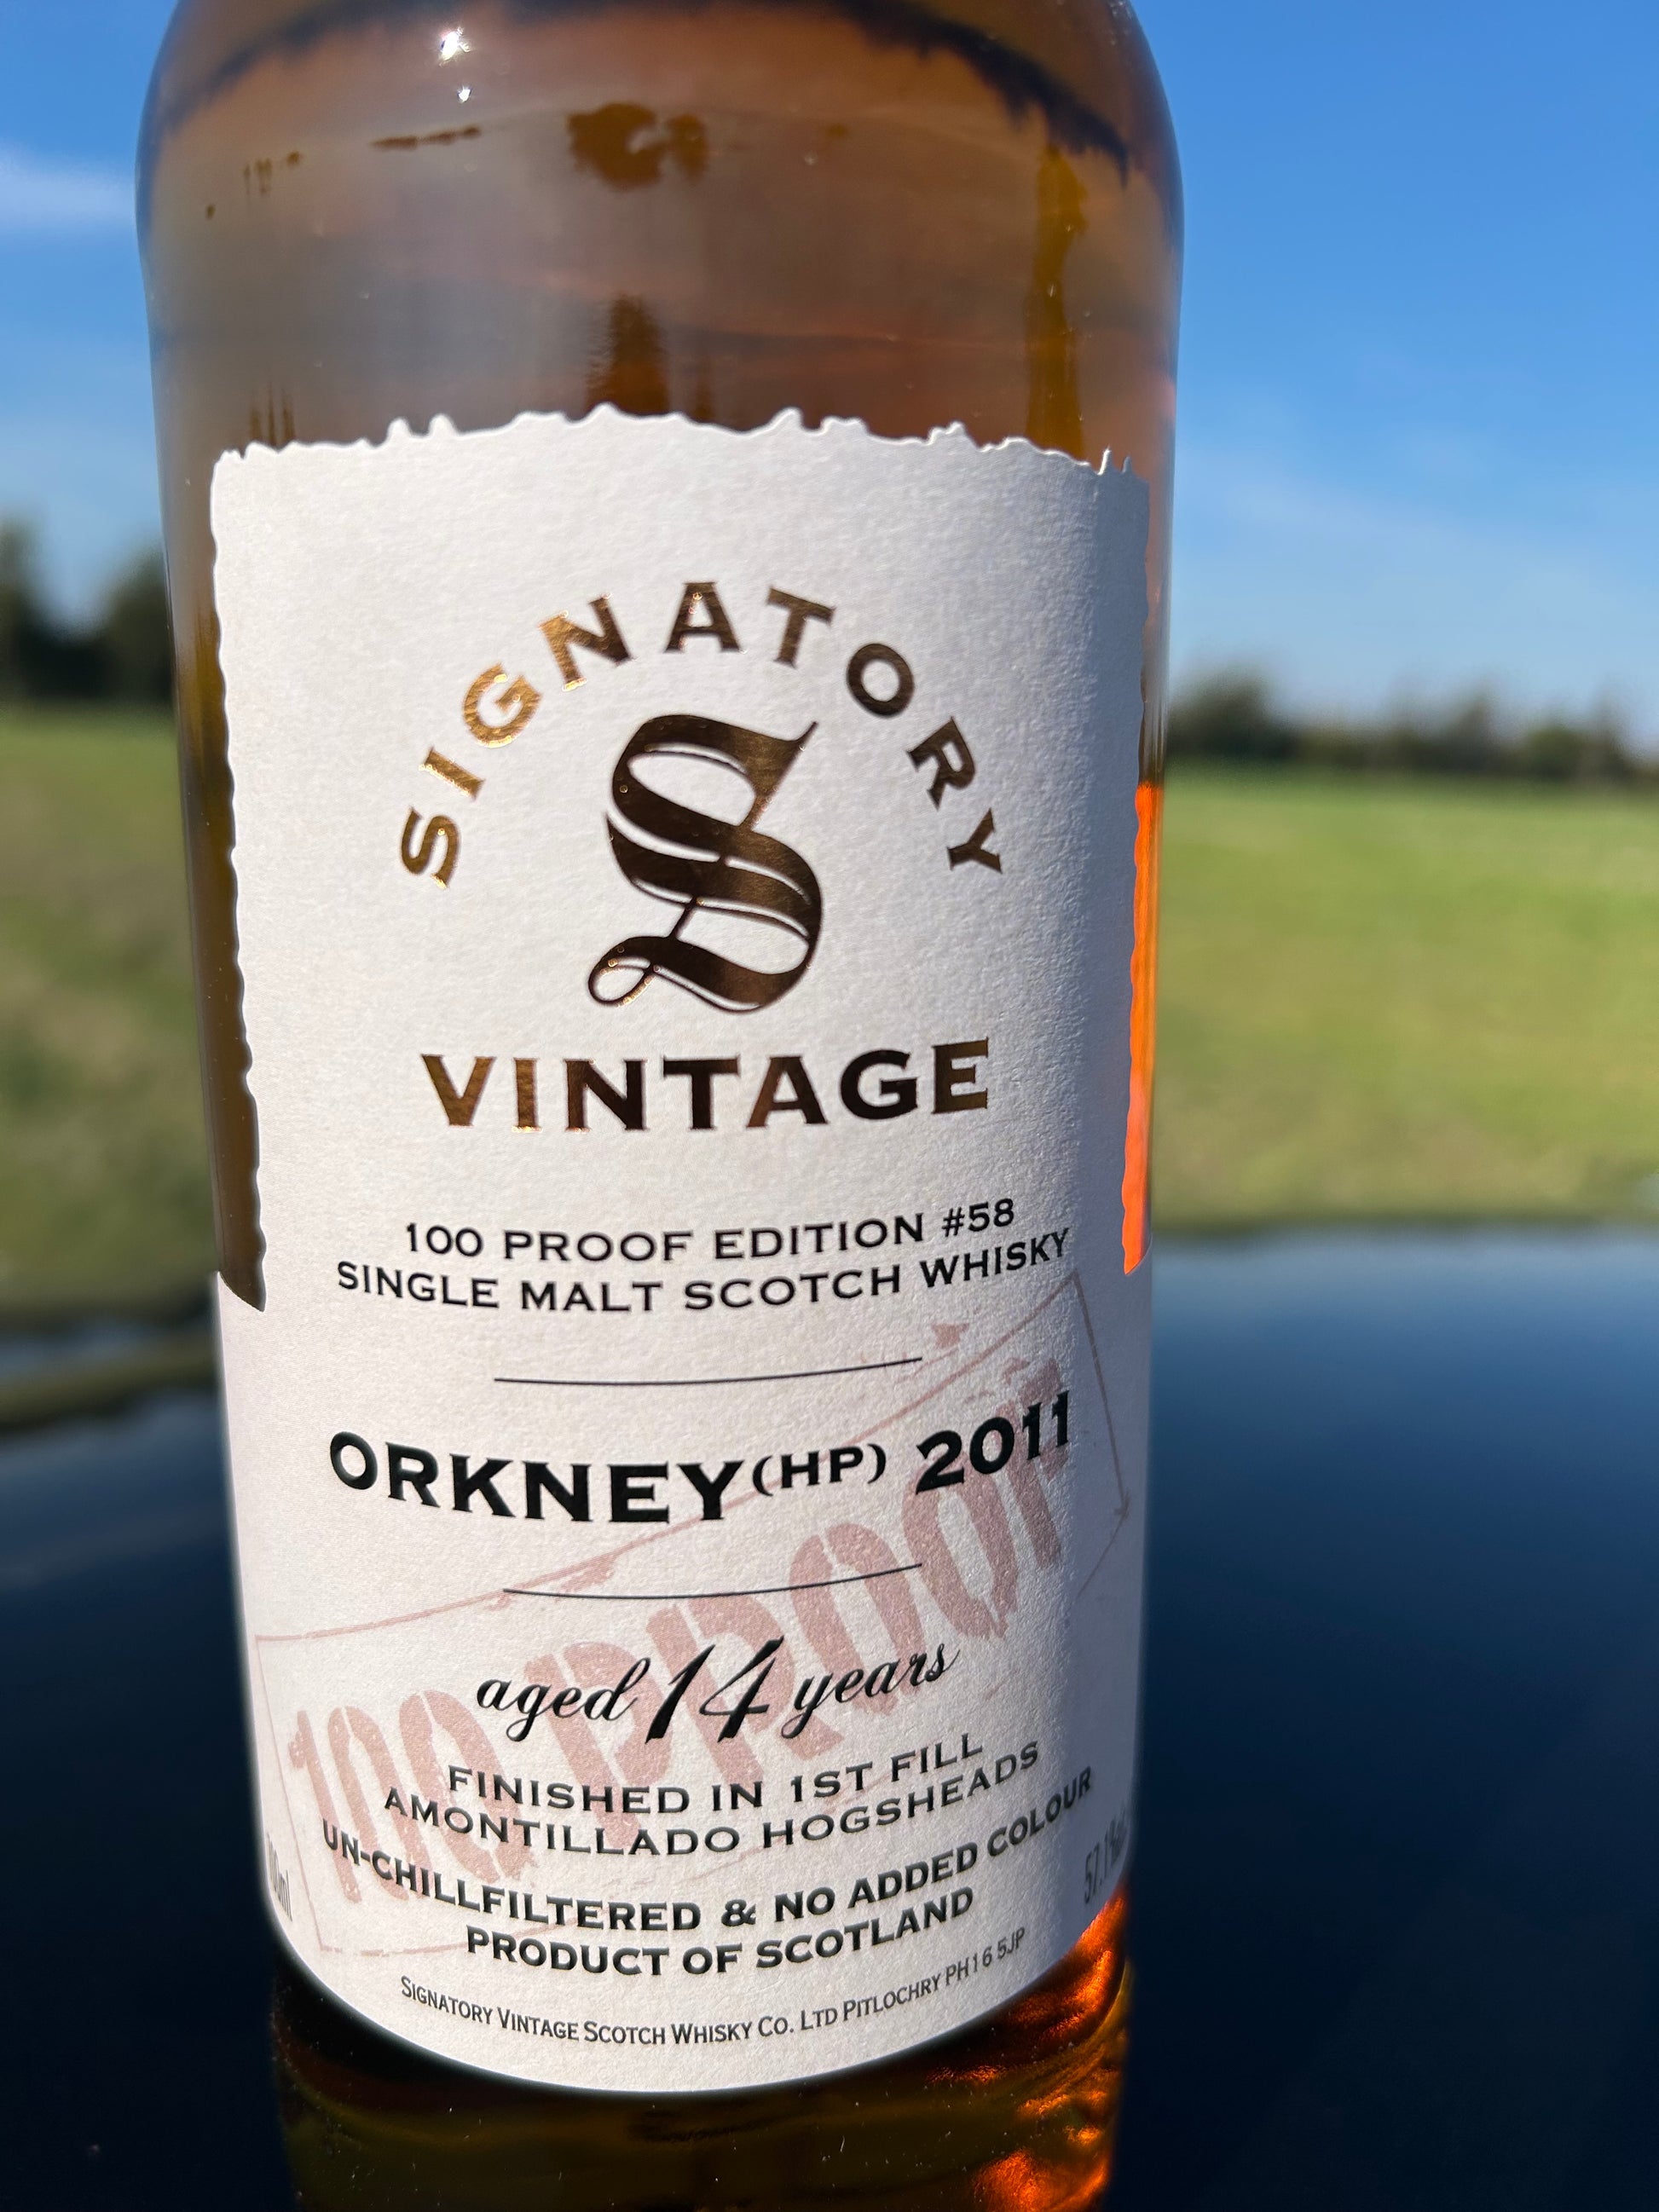 SIGNATORY
S
VINTAGE
100 PROOF EDITION #58
SINGLE MALT SCOTCH WHISKY
ORKNEY(HP) 2011
100 PROOF
aged 14 years
FINISHED IN 1ST FILL
AMONTILLADO HOGSHEADS
UN-CHILLFILTERED & NO ADDED COLOUR
PRODUCT OF SCOTLAND
57.1%
SIGNATORY VINTAGE SCOTCH WHISKY CO. LTD PITLOCHRY PH16 5JP